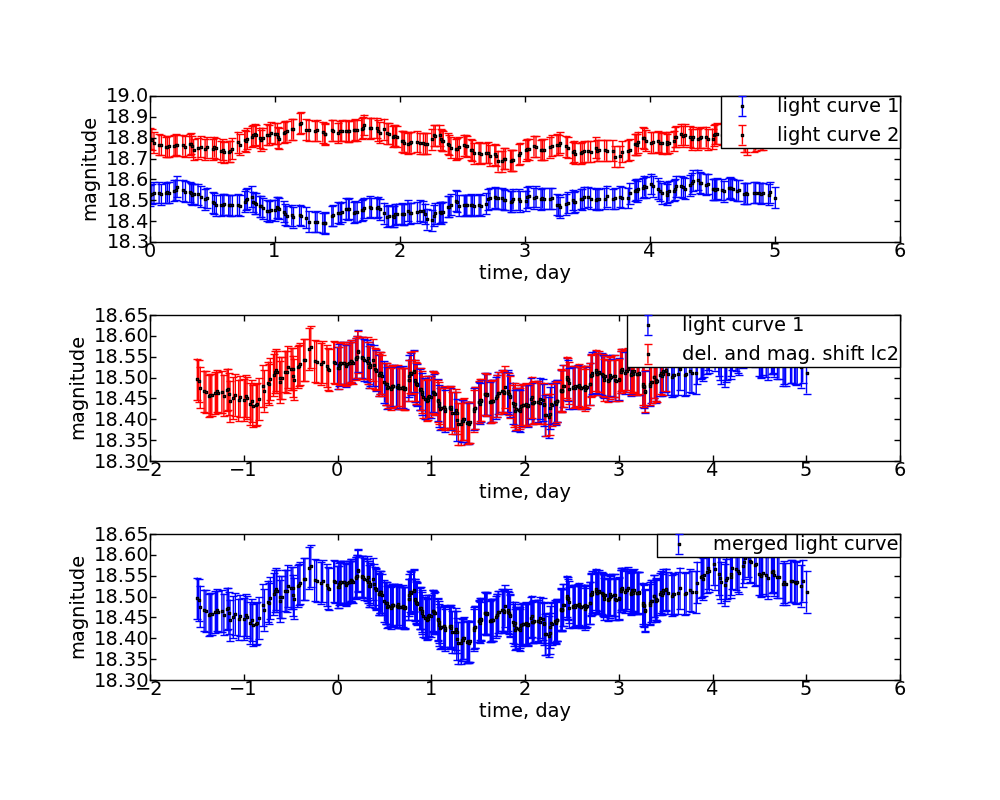 19.0
18.9
18.8
18.7
18.6
18.5
18.4
18.3
magnitude
light curve 1
light curve 2
0 1 2 3 4 5 6
time, day
18.65
18.60
18.55
18.50
18.45
18.40
18.35
18.30
magnitude
light curve 1
del. and mag. shift lc2
−2 −1 0 1 2 3 4 5 6
time, day
18.65
18.60
18.55
18.50
18.45
18.40
18.35
18.30
magnitude
merged light curve
−2 −1 0 1 2 3 4 5 6
time, day